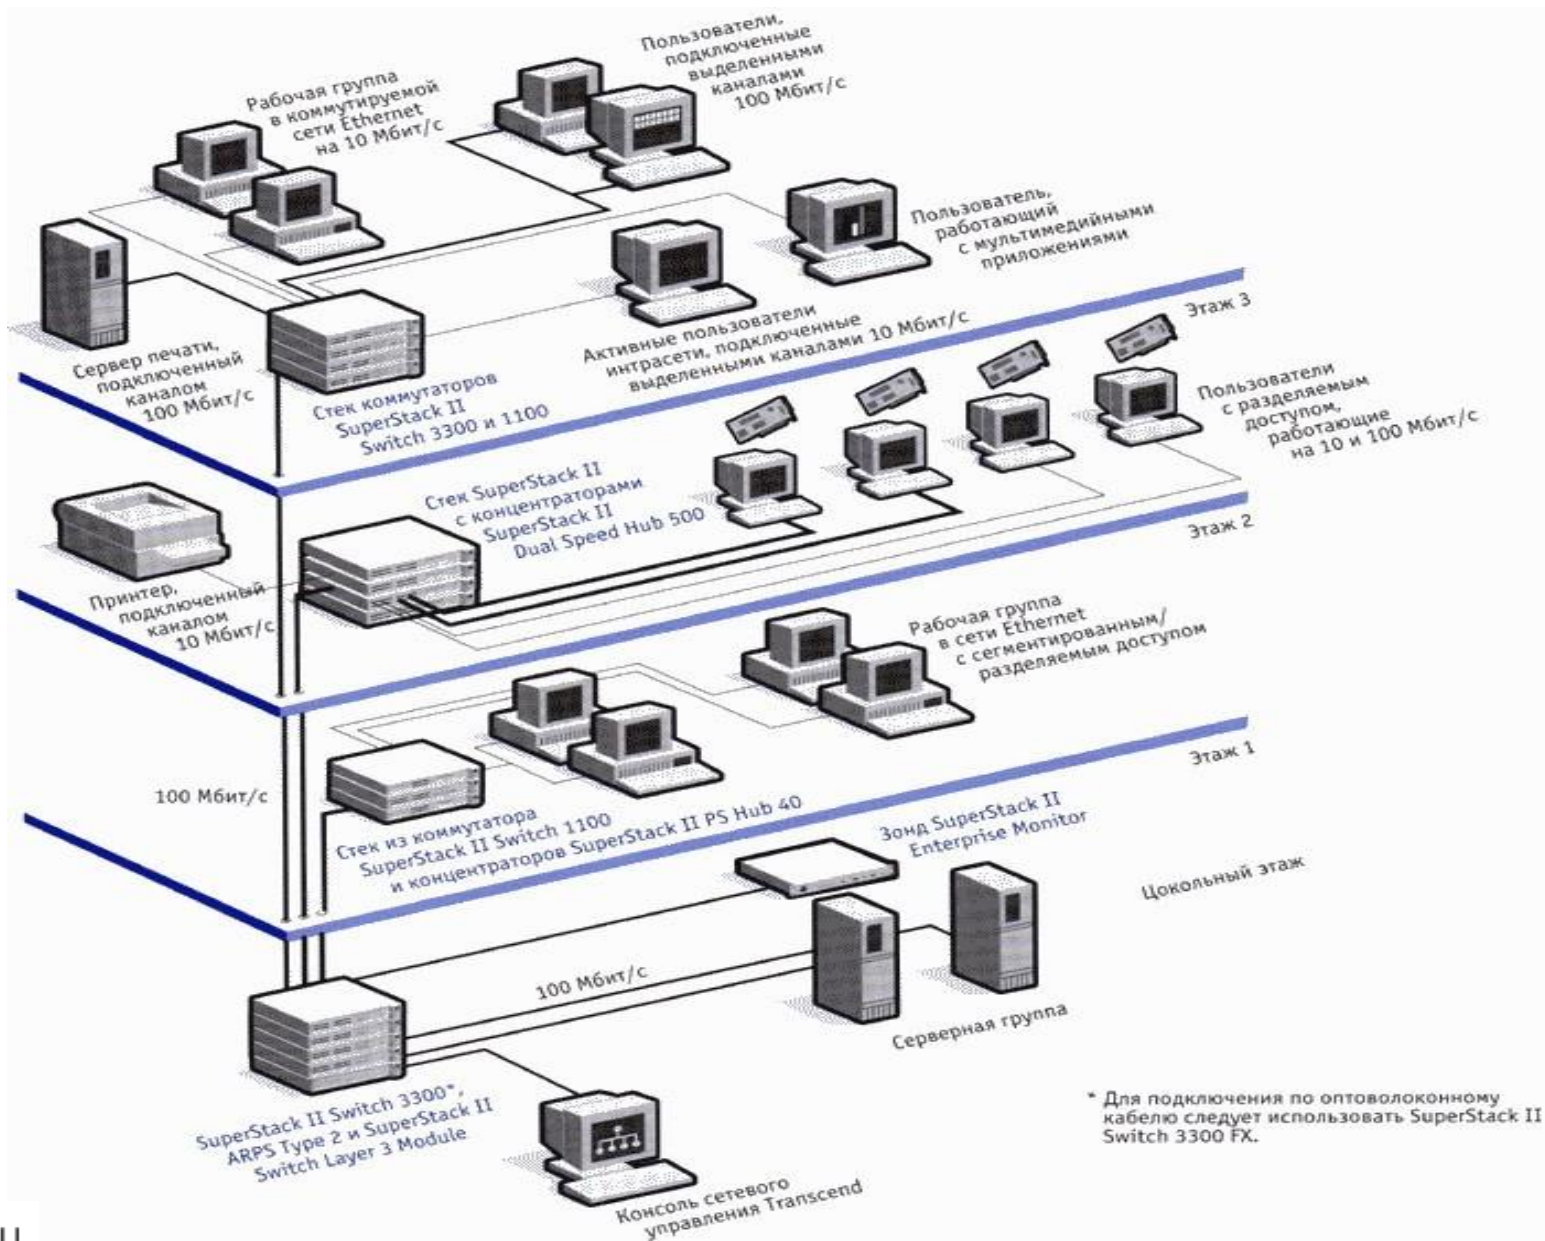 Пользователи,
подключенные
выделенными
каналами
100 Мбит/с
Рабочая группа
в коммутируемой
сети Ethernet
на 10 Мбит/с
Пользователь,
работающий
с мультимедийными
приложениями
Сервер печати,
подключенный
каналом
100 Мбит/с
Стек коммутаторов
SuperStack II
Switch 3300 и 1100
Активные пользователи
интрасети, подключенные
выделенными каналами 10 Мбит/с
Этаж 3
Принтер,
подключенный
каналом
10 Мбит/с
Стек SuperStack II
с концентраторами
SuperStack II
Dual Speed Hub 500
Пользователи
с разделяемым
доступом,
работающие
на 10 и 100 Мбит/с
Этаж 2
Рабочая группа
в сети Ethernet
с сегментированным/
разделяемым доступом
100 Мбит/с
Стек из коммутатора
SuperStack II Switch 1100
и концентраторов SuperStack II PS Hub 40
Этаж 1
Зонд SuperStack II
Enterprise Monitor
Цокольный этаж
100 Мбит/с
Серверная группа
SuperStack II Switch 3300*,
ARPS Type 2 и SuperStack II
Switch Layer 3 Module
Консоль сетевого
управления Transcend
* Для подключения по оптоволоконному
кабелю следует использовать SuperStack II
Switch 3300 FX.